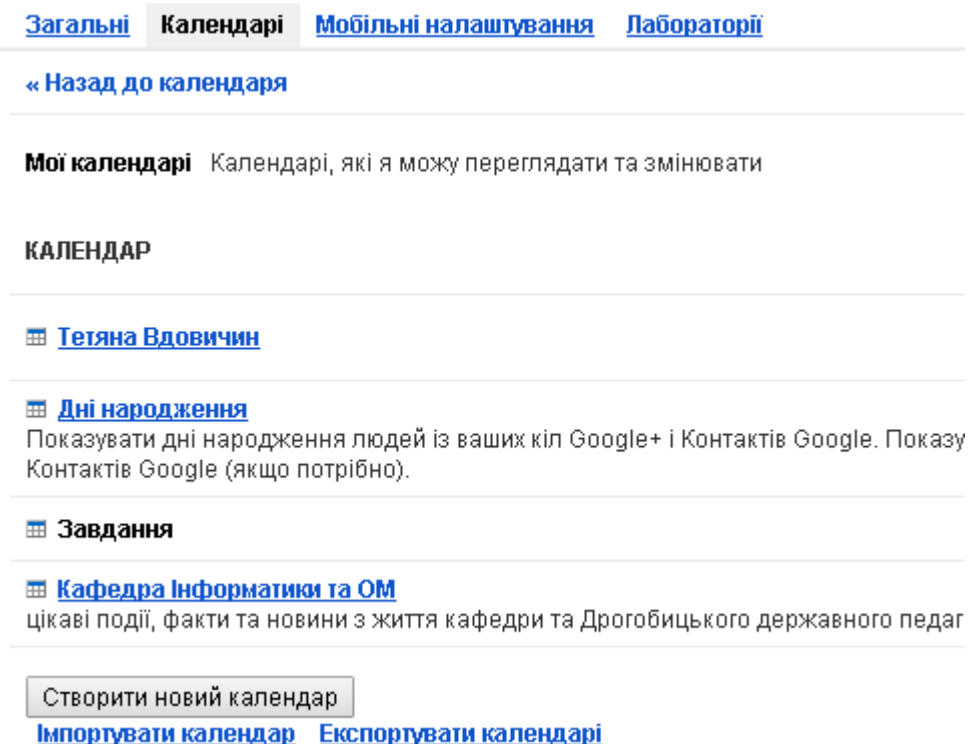 Загальні Календарі Мобільні налаштування Лабораторії
« Назад до календаря
Мої календарі Календарі, які я можу переглядати та змінювати
КАЛЕНДАР
Тетяна Вдовичин
Дні народження
Показувати дні народження людей із ваших кіл Google+ і Контактів Google. Показу
Контактів Google (якщо потрібно).
Завдання
Кафедра Інформатики та ОМ
цікаві події, факти та новини з життя кафедри та Дрогобицького державного педаг
Створити новий календар
Імпортувати календар Експортувати календарі